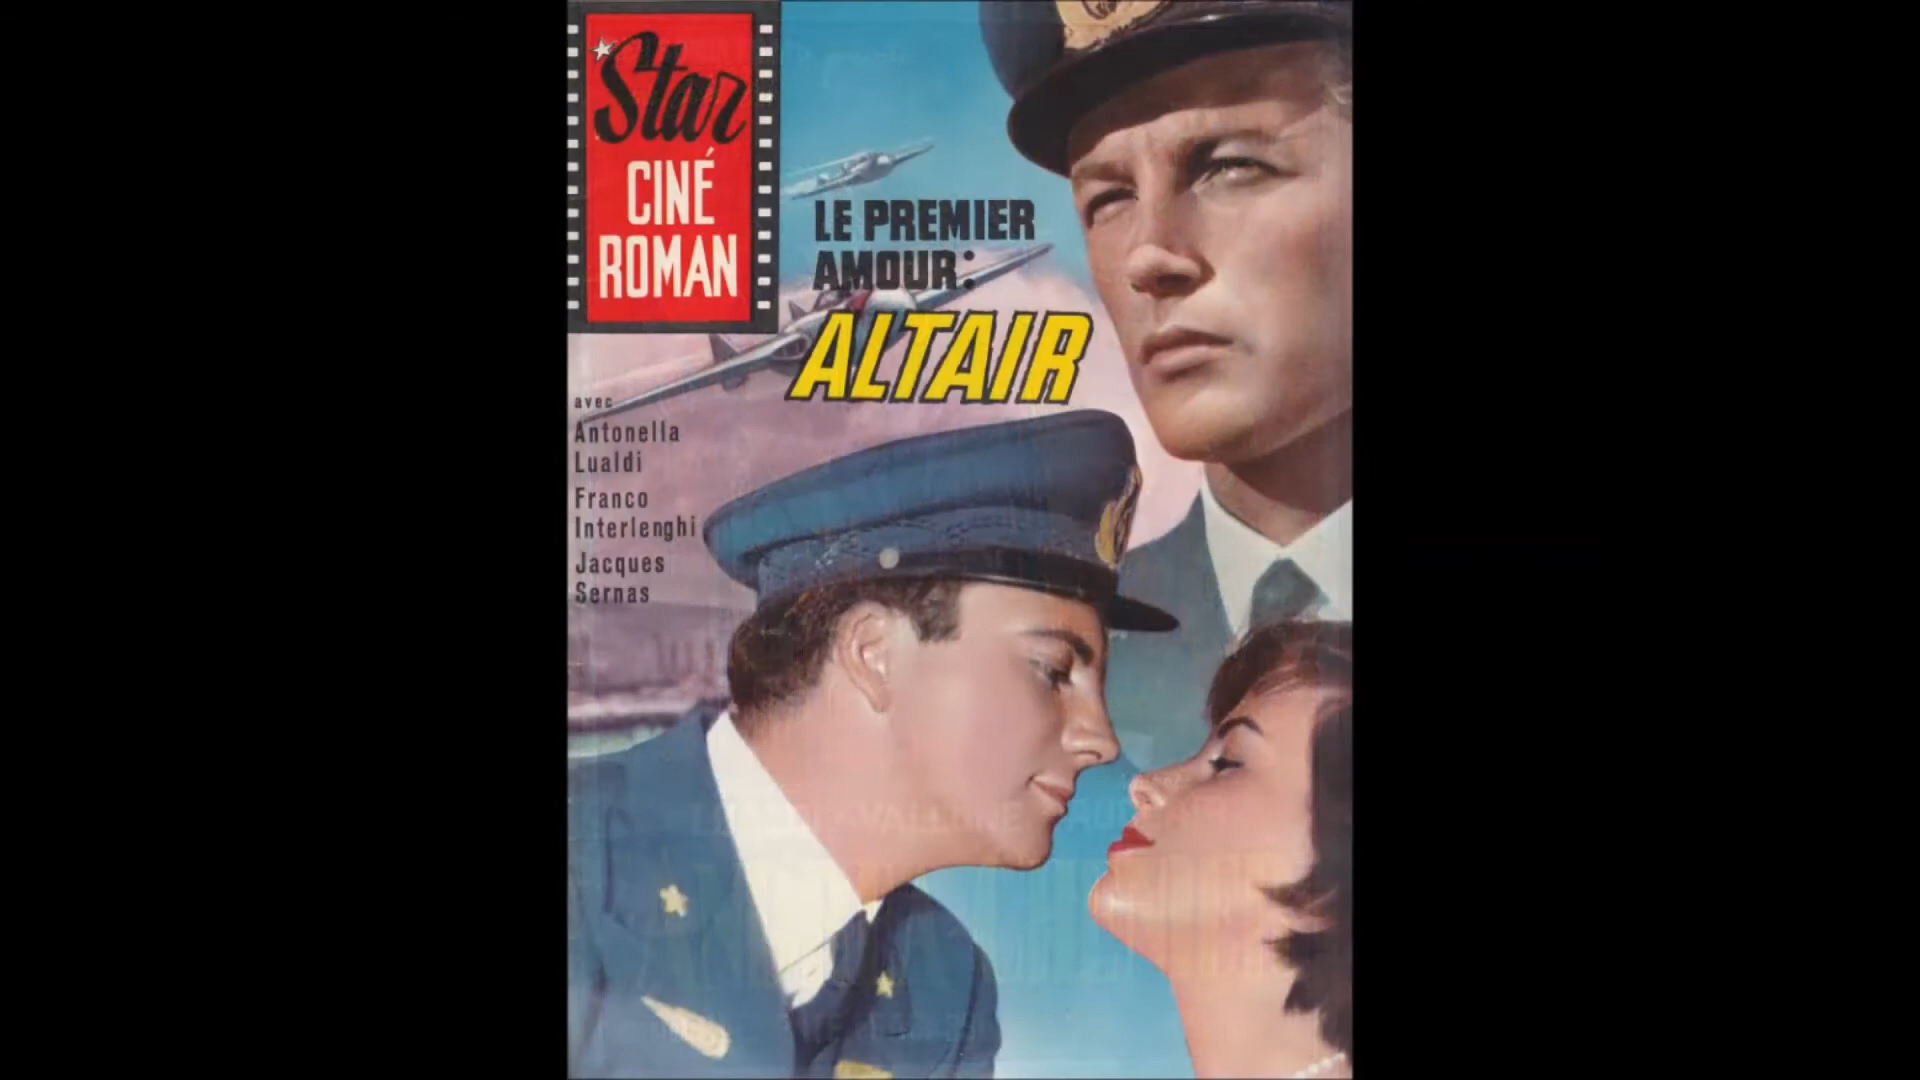 Star
CINÉ
ROMAN
LE PREMIER
AMOUR:
ALTAIR
avec
Antonella
Lualdi
Franco
Interlenghi
Jacques
Sernas